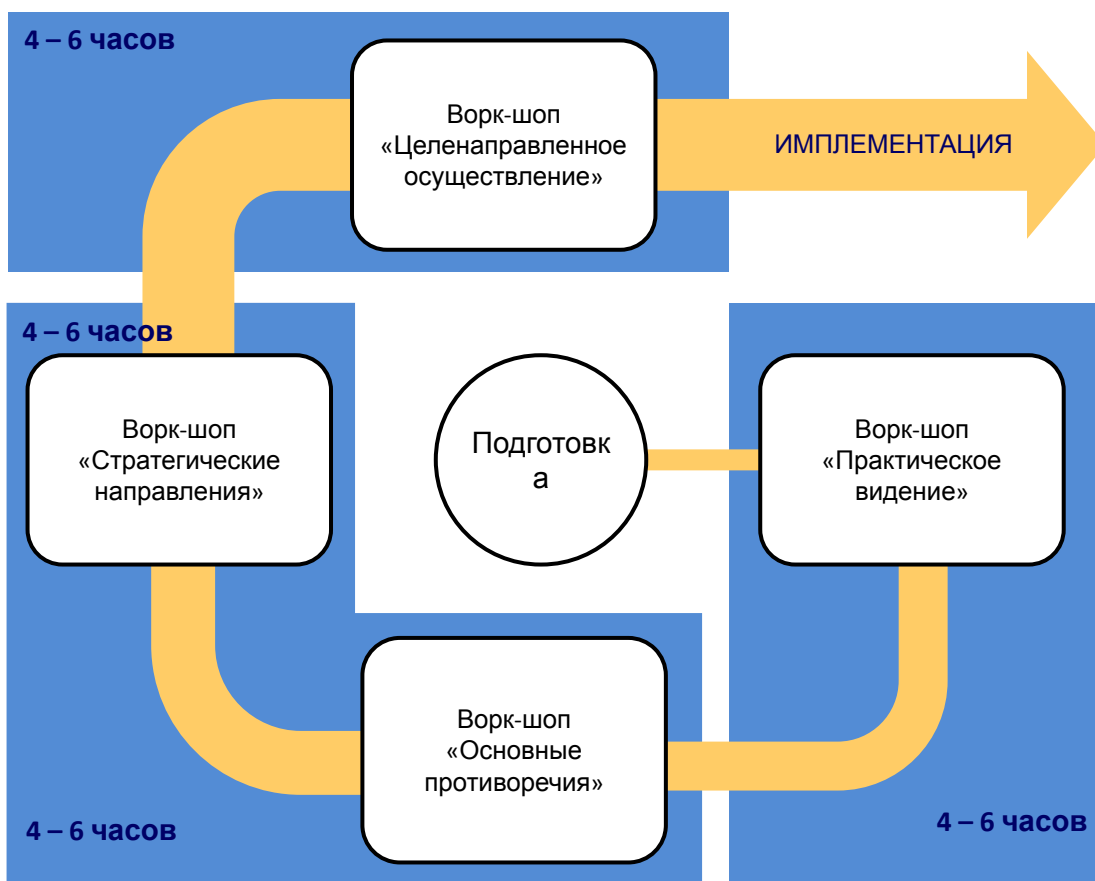 4 – 6 часов
Ворк-шоп
«Целенаправленное
осуществление»
ИМПЛЕМЕНТАЦИЯ
4 – 6 часов
Ворк-шоп
«Стратегические
направления»
Подготовк
а
Ворк-шоп
«Практическое
видение»
Ворк-шоп
«Основные
противоречия»
4 – 6 часов
4 – 6 часов